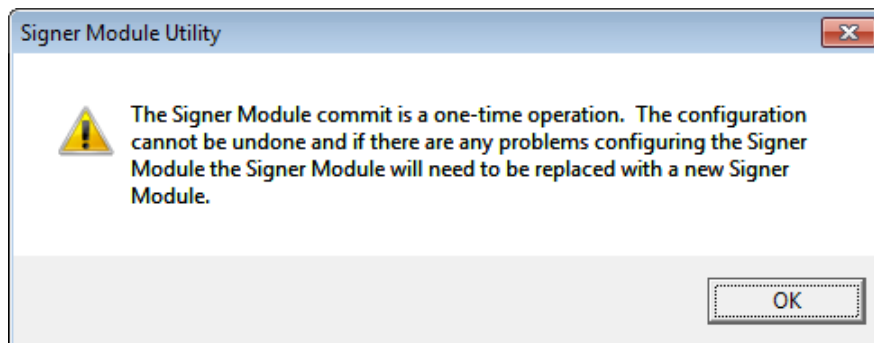 Signer Module Utility
The Signer Module commit is a one-time operation.  The configuration
cannot be undone and if there are any problems configuring the Signer
Module the Signer Module will need to be replaced with a new Signer
Module.
OK